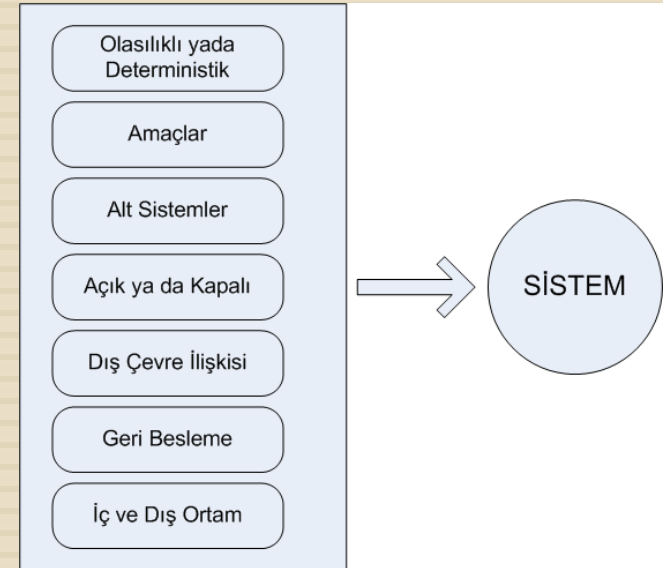 Olasılıklı yada
Deterministik
Amaçlar
Alt Sistemler
Açık ya da Kapalı
Dış Çevre İlişkisi
Geri Besleme
İç ve Dış Ortam
SİSTEM